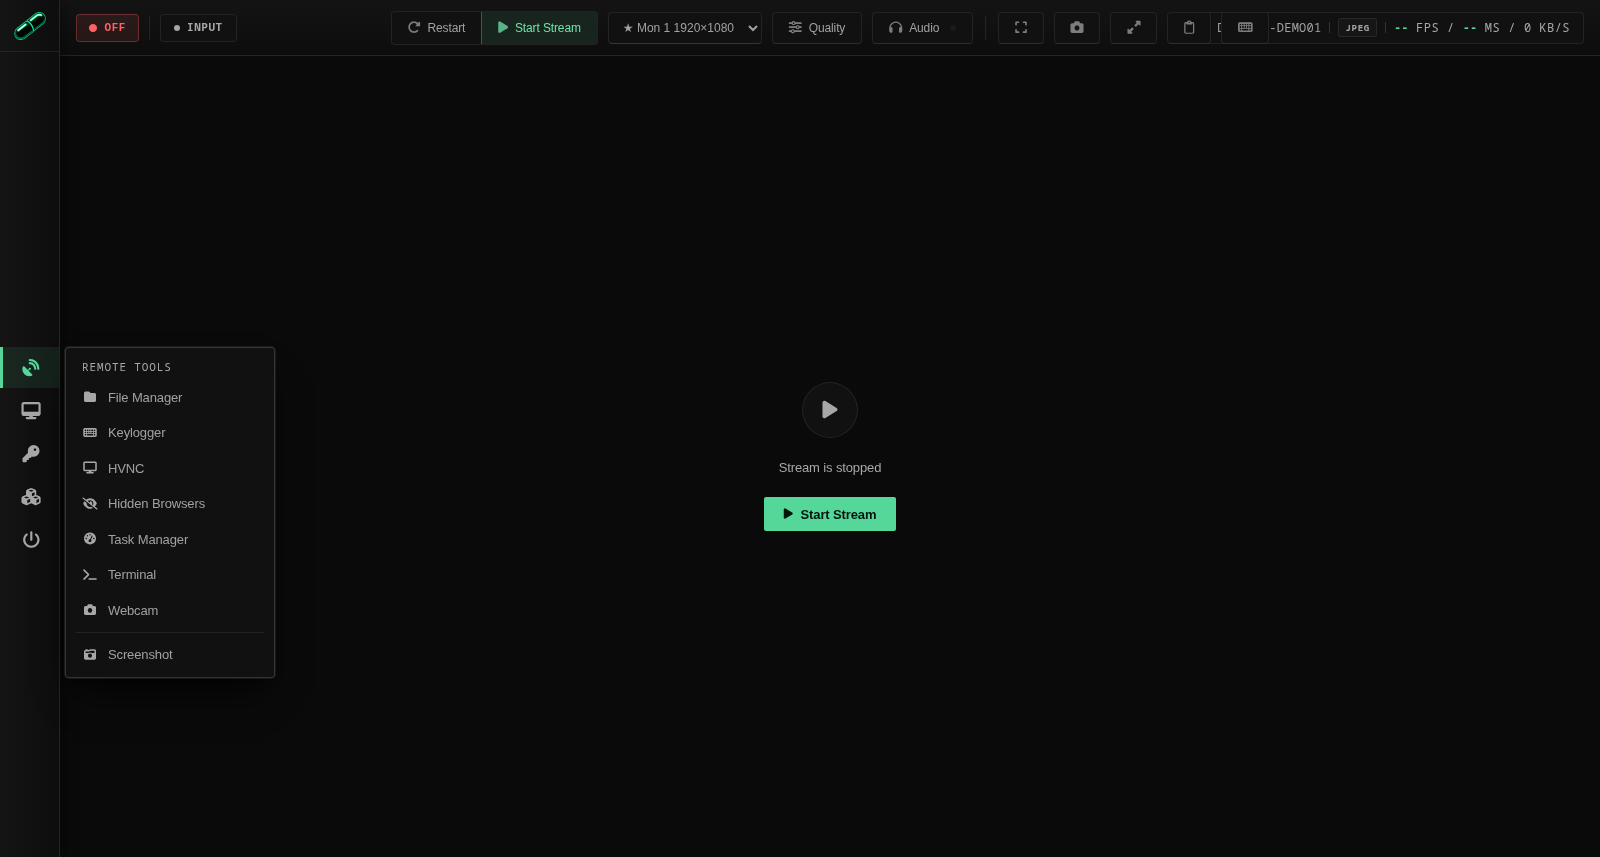 OFF
INPUT
Restart
Start Stream
★ Mon 1 1920×1080
Quality
Audio
-DEMO01
JPEG
-- FPS / -- MS / 0 KB/S
REMOTE TOOLS
File Manager
Keylogger
HVNC
Hidden Browsers
Task Manager
Terminal
Webcam
Screenshot
Stream is stopped
Start Stream